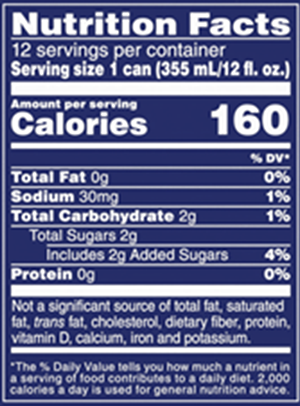 Nutrition Facts
12 servings per container
Serving size 1 can (355 mL/12 fl. oz.)
Amount per serving
Calories 160
% DV*
Total Fat 0g 0%
Sodium 30mg 1%
Total Carbohydrate 2g 1%
Total Sugars 2g
Includes 2g Added Sugars 4%
Protein 0g 0%
Not a significant source of total fat, saturated
fat, trans fat, cholesterol, dietary fiber, protein,
vitamin D, calcium, iron and potassium.
*The % Daily Value tells you how much a nutrient in
a serving of food contributes to a daily diet. 2,000
calories a day is used for general nutrition advice.